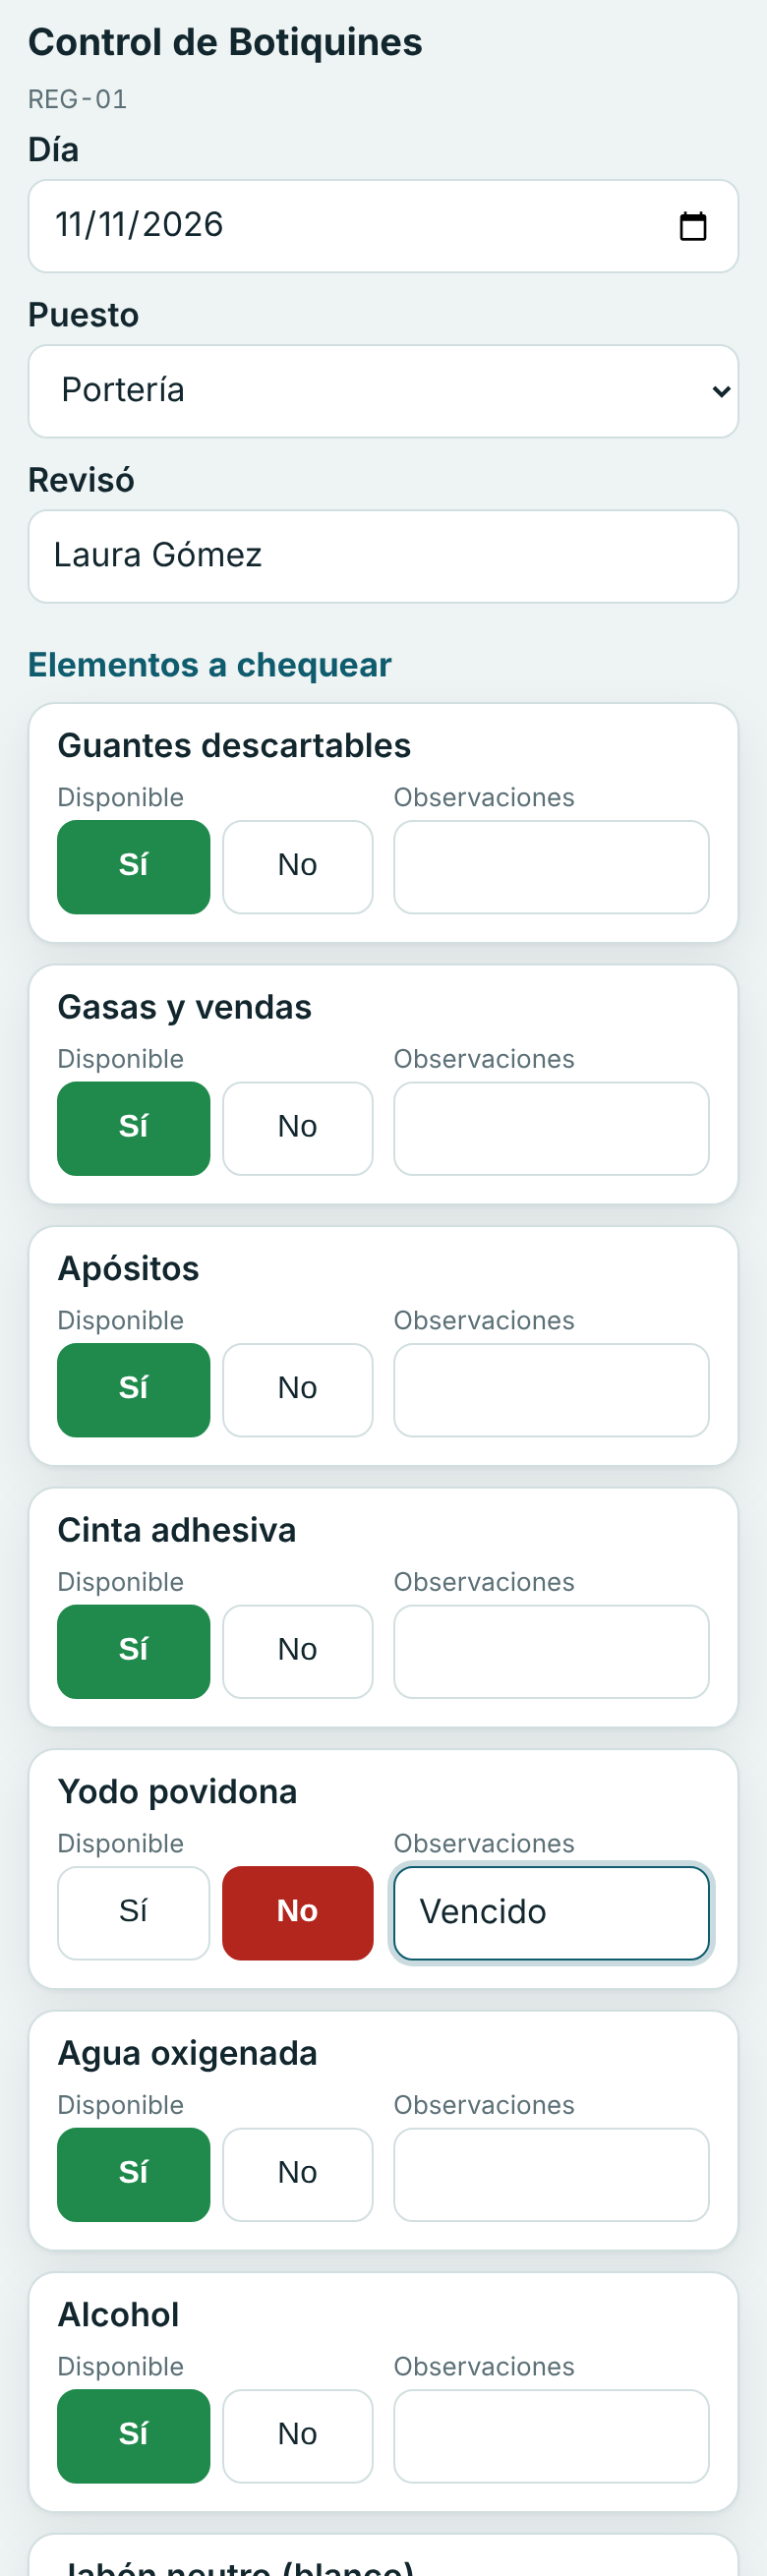 Control de Botiquines
REG-01
Día
11/11/2026
Puesto
Portería
Revisó
Laura Gómez
Elementos a chequear
Guantes descartables
Disponible Observaciones
Sí No
Gasas y vendas
Disponible Observaciones
Sí No
Apósitos
Disponible Observaciones
Sí No
Cinta adhesiva
Disponible Observaciones
Sí No
Yodo povidona
Disponible Observaciones
Sí No Vencido
Agua oxigenada
Disponible Observaciones
Sí No
Alcohol
Disponible Observaciones
Sí No
Jabón neutro (blanco)